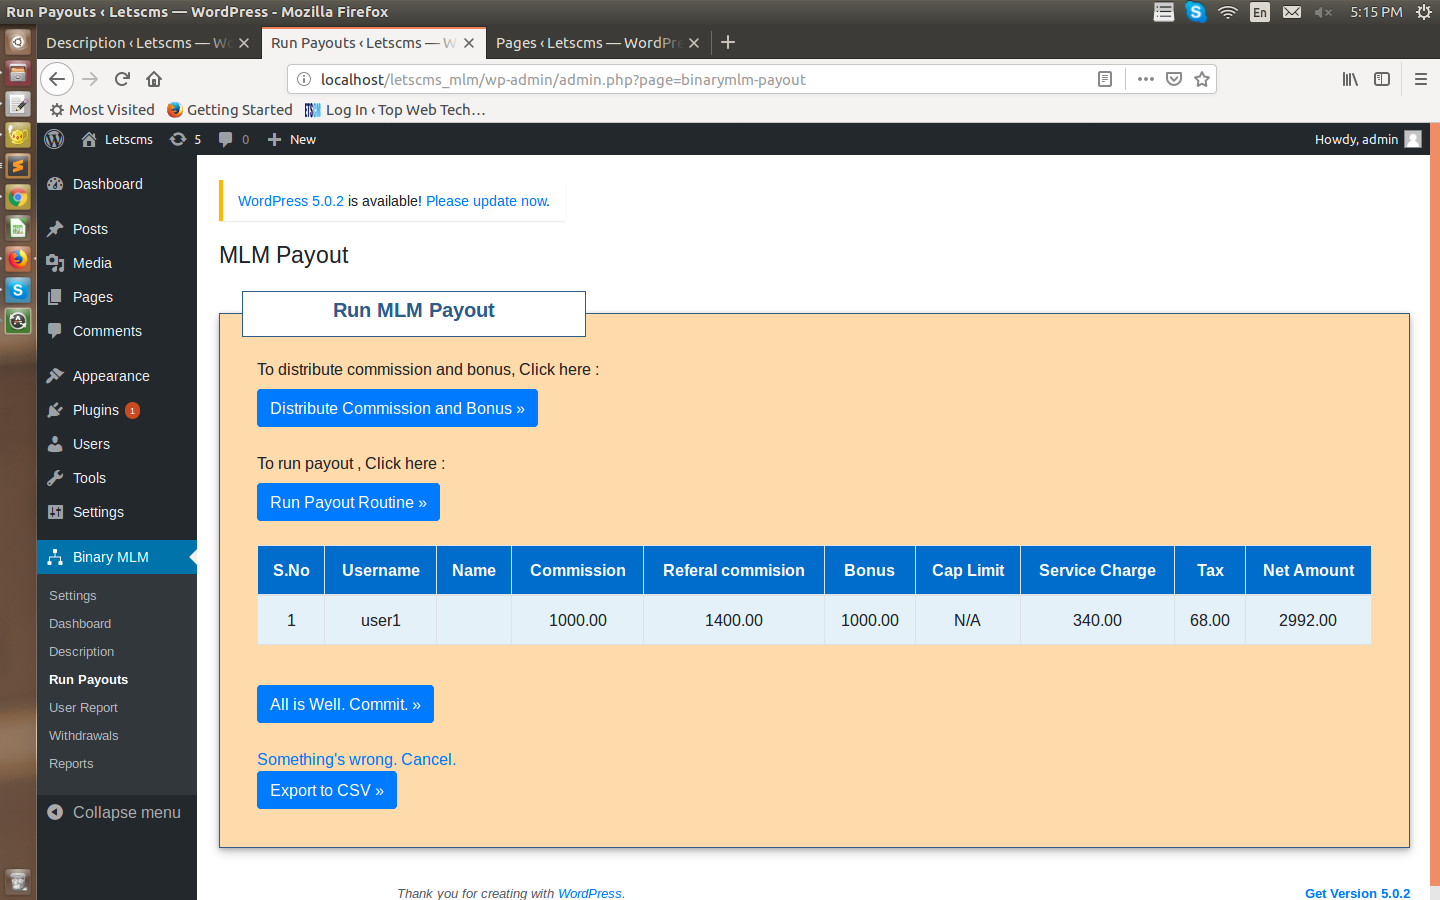 Run Payouts ‹ Letscms — WordPress - Mozilla Firefox
En
5:15 PM
Description ‹ Letscms — Wo
Run Payouts ‹ Letscms — W
Pages ‹ Letscms — WordPre
localhost/letscms_mlm/wp-admin/admin.php?page=binarymlm-payout
Most Visited
Getting Started
Log In ‹ Top Web Tech…
Letscms
5
0
New
Howdy, admin
Dashboard
Posts
Media
Pages
Comments
Appearance
Plugins 1
Users
Tools
Settings
Binary MLM
Settings
Dashboard
Description
Run Payouts
User Report
Withdrawals
Reports
Collapse menu
WordPress 5.0.2 is available! Please update now.
MLM Payout
Run MLM Payout
To distribute commission and bonus, Click here :
Distribute Commission and Bonus »
To run payout , Click here :
Run Payout Routine »
S.No Username Name Commission Referal commision Bonus Cap Limit Service Charge Tax Net Amount
1 user1 1000.00 1400.00 1000.00 N/A 340.00 68.00 2992.00
All is Well. Commit. »
Something's wrong. Cancel.
Export to CSV »
Thank you for creating with WordPress.
Get Version 5.0.2